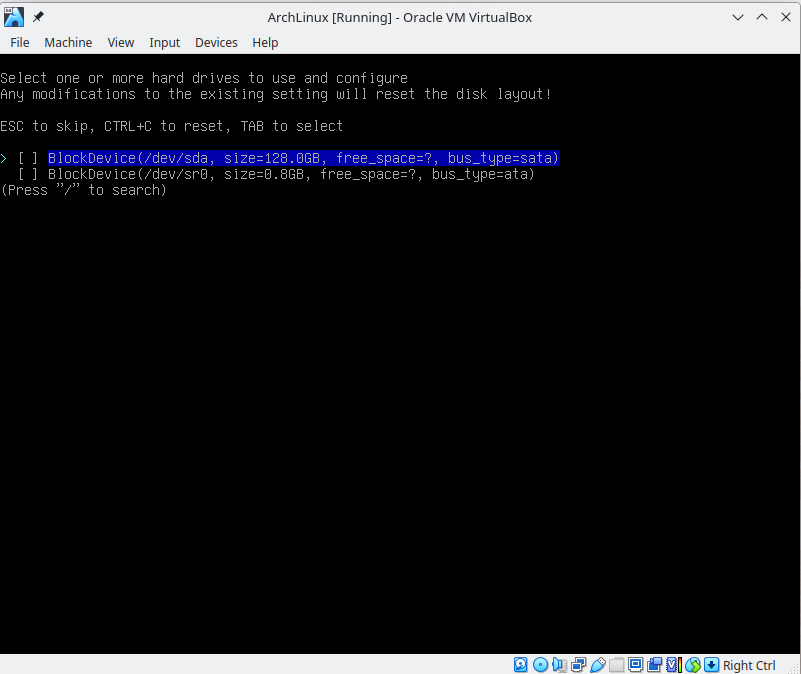 ArchLinux [Running] - Oracle VM VirtualBox
File Machine View Input Devices Help
Select one or more hard drives to use and configure
Any modifications to the existing setting will reset the disk layout!
ESC to skip, CTRL+C to reset, TAB to select
> [ ] BlockDevice(/dev/sda, size=128.0GB, free_space=?, bus_type=sata)
[ ] BlockDevice(/dev/sr0, size=0.8GB, free_space=?, bus_type=ata)
(Press "/" to search)
Right Ctrl